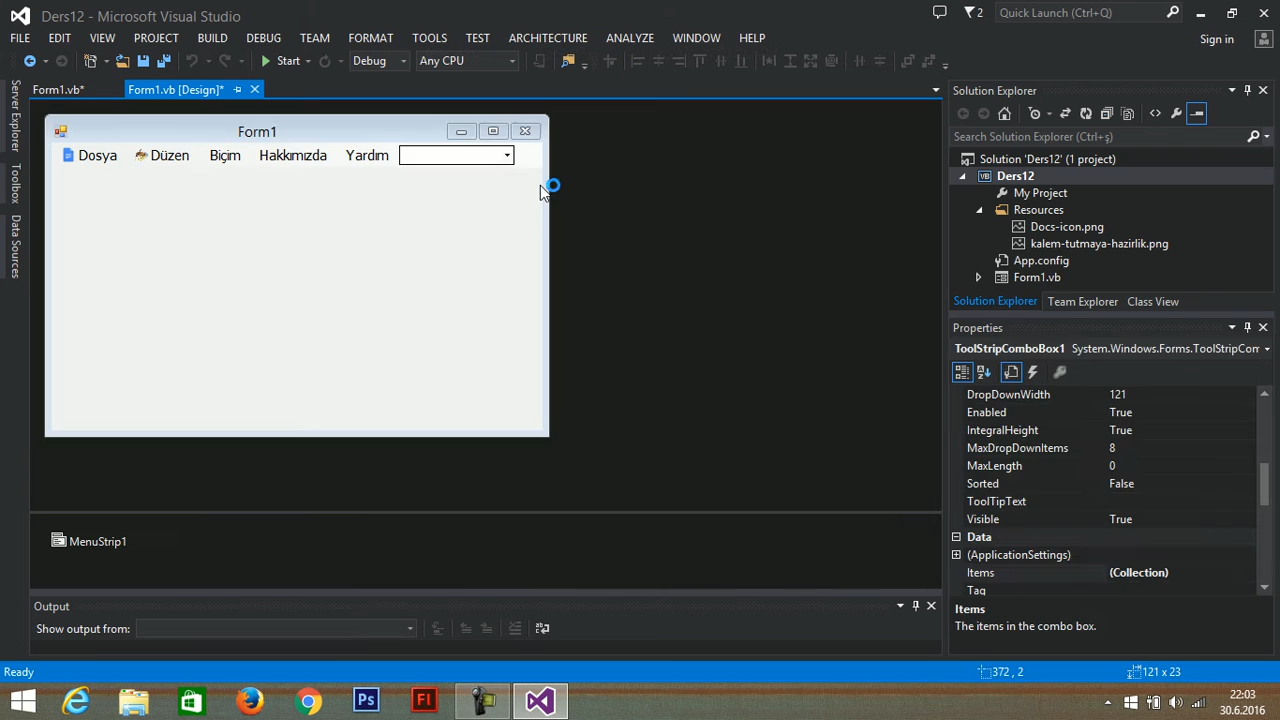 Ders12 - Microsoft Visual Studio
2
Quick Launch (Ctrl+Q)
FILE EDIT VIEW PROJECT BUILD DEBUG TEAM FORMAT TOOLS TEST ARCHITECTURE ANALYZE WINDOW HELP
Sign in
Start Debug Any CPU
Server Explorer
Toolbox
Data Sources
Form1.vb* Form1.vb [Design]*
Form1
Dosya Düzen Biçim Hakkımızda Yardım
MenuStrip1
Output
Show output from:
Solution Explorer
Search Solution Explorer (Ctrl+ş)
Solution 'Ders12' (1 project)
VB Ders12
My Project
Resources
Docs-icon.png
kalem-tutmaya-hazirlik.png
App.config
Form1.vb
Solution Explorer Team Explorer Class View
Properties
ToolStripComboBox1 System.Windows.Forms.ToolStripCom
DropDownWidth 121
Enabled True
IntegralHeight True
MaxDropDownItems 8
MaxLength 0
Sorted False
ToolTipText
Visible True
Data
(ApplicationSettings)
Items (Collection)
Tag
Items
The items in the combo box.
Ready
372 , 2
121 x 23
Ps
Fl
22:03
30.6.2016